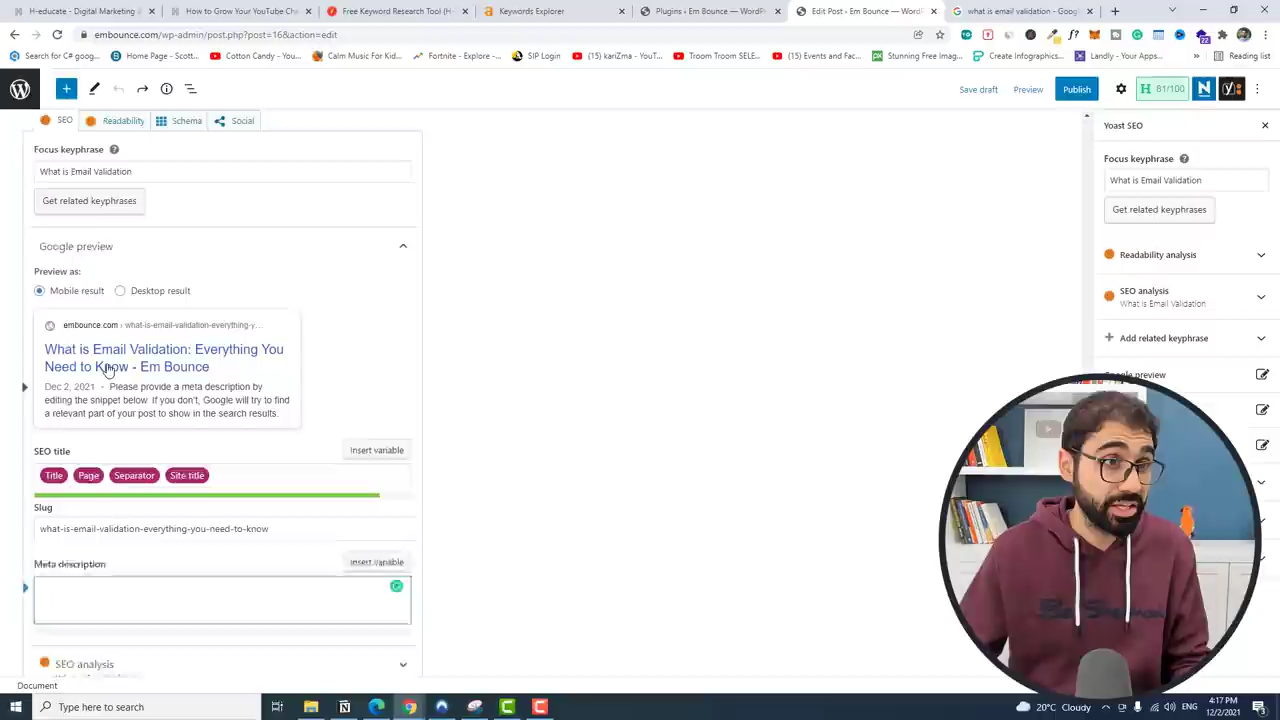 H-educate - Digital Marketing a
How to Grow Your YouTube Cha
Free Keyword Research Tool (H
Keywords Explorer
Plugins ‹ Em Bounce — WordPr
Edit Post ‹ Em Bounce — WordP
what is email validation - Googl
embounce.com/wp-admin/post.php?post=16&action=edit
Search for C#.org...
Home Page - Scott...
Cotton Candy Aut...
Calm Music For Kid...
Fortnite - Explore -...
SIP Login
(15) kariZma - YouT...
Troom Troom SELE...
(15) Events and Fac...
Stunning Free Imag...
Create Infographics...
Landly - Your Apps...
Reading list
Save draft
Preview
Publish
H 81/100
SEO
Readability
Schema
Social
Focus keyphrase
What is Email Validation
Get related keyphrases
Google preview
Preview as:
Mobile result
Desktop result
embounce.com › what-is-email-validation-everything-y...
What is Email Validation: Everything You
Need to Know - Em Bounce
Dec 2, 2021 · Please provide a meta description by
editing the snippet below. If you don't, Google will try to find
a relevant part of your post to show in the search results.
SEO title
Insert variable
Title
Page
Separator
Site title
Slug
what-is-email-validation-everything-you-need-to-know
Meta description
Insert variable
SEO analysis
Document
Yoast SEO
Focus keyphrase
What is Email Validation
Get related keyphrases
Readability analysis
SEO analysis
What is Email Validation
Add related keyphrase
Google preview
Type here to search
20°C Cloudy
ENG
4:17 PM
12/2/2021